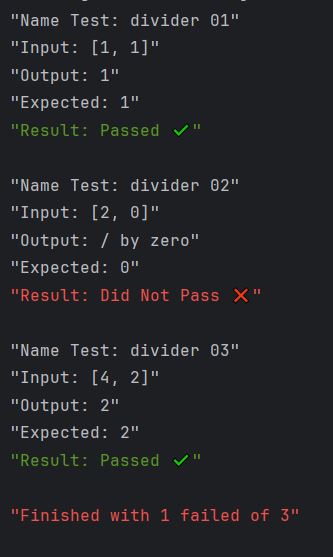 "Name Test: divider 01"
"Input: [1, 1]"
"Output: 1"
"Expected: 1"
"Result: Passed ✔"
"Name Test: divider 02"
"Input: [2, 0]"
"Output: / by zero"
"Expected: 0"
"Result: Did Not Pass ❌"
"Name Test: divider 03"
"Input: [4, 2]"
"Output: 2"
"Expected: 2"
"Result: Passed ✔"
"Finished with 1 failed of 3"